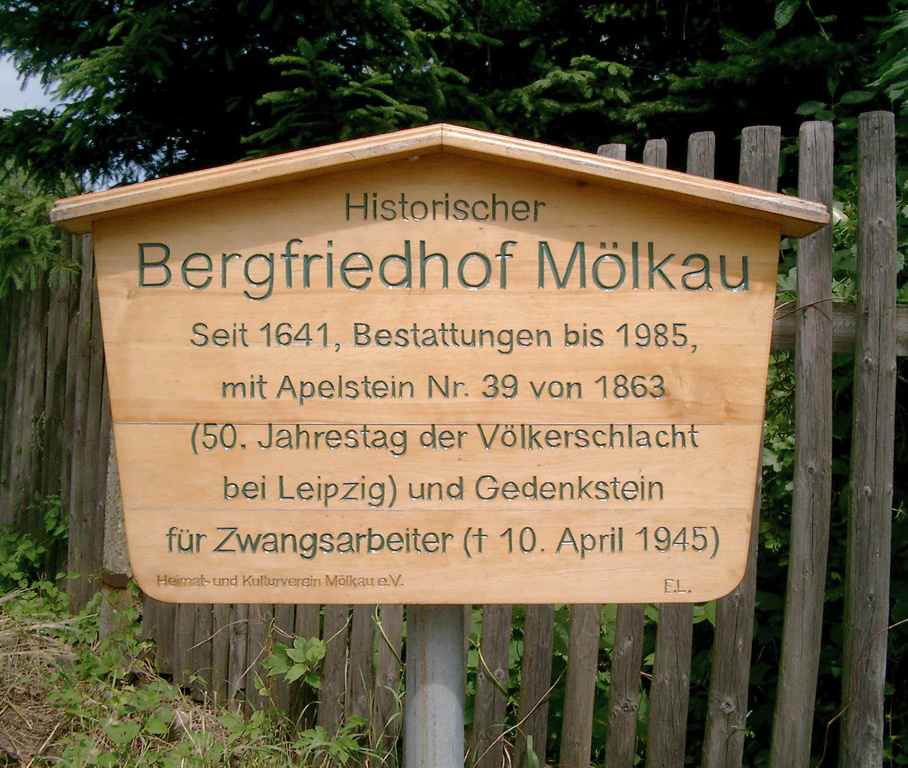 Historischer
Bergfriedhof Mölkau
Seit 1641, Bestattungen bis 1985,
mit Apelstein Nr. 39 von 1863
(50. Jahrestag der Völkerschlacht
bei Leipzig) und Gedenkstein
für Zwangsarbeiter († 10. April 1945)
Heimat- und Kulturverein Mölkau e.V. E.L.